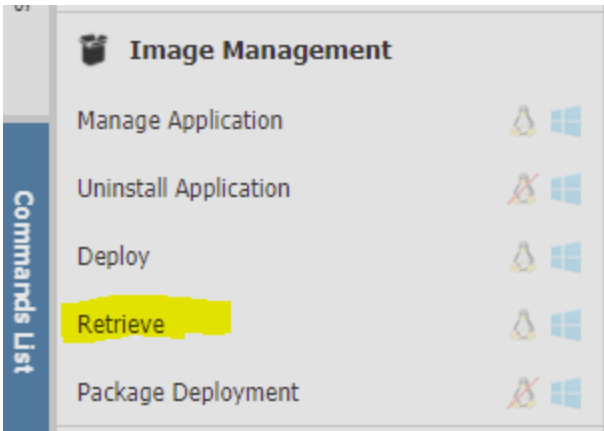 Image Management
Manage Application
Uninstall Application
Deploy
Retrieve
Package Deployment
Commands List